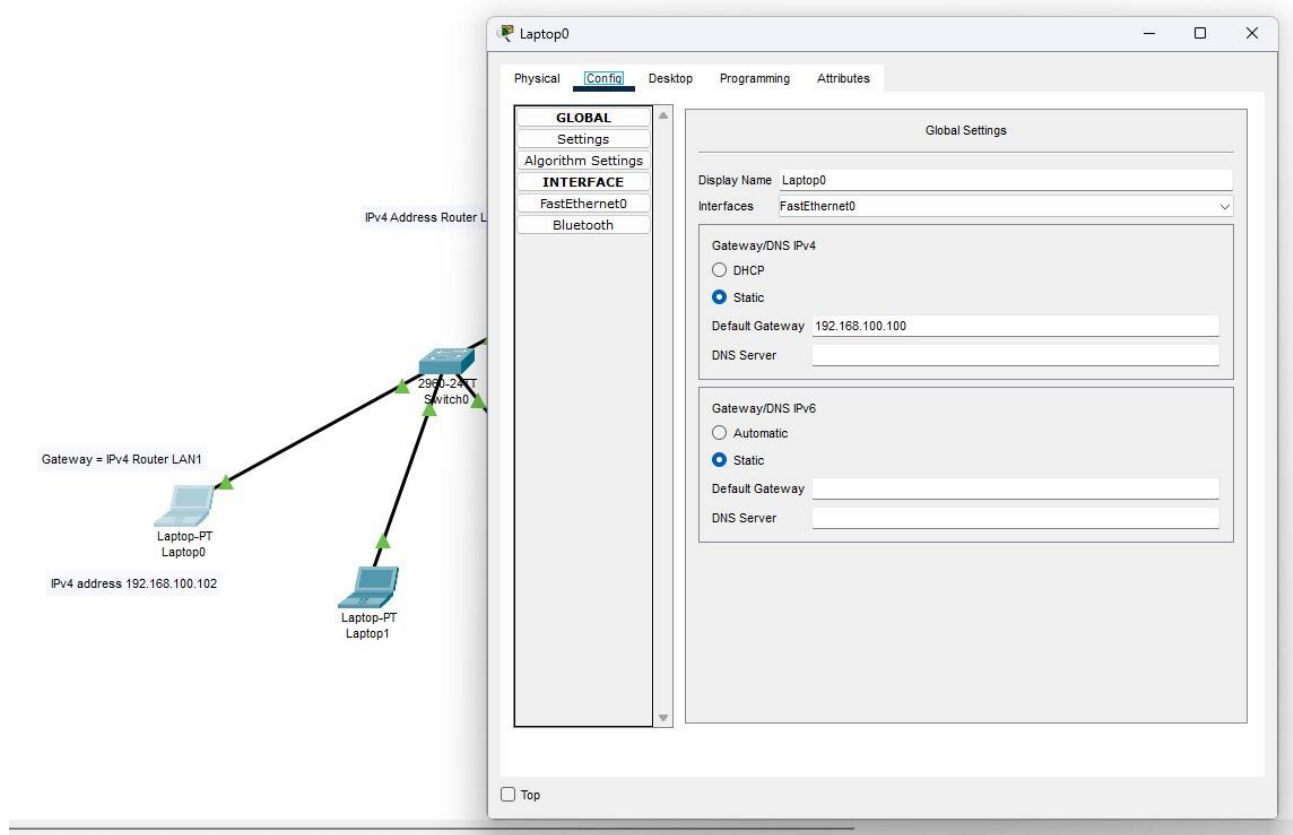 Laptop0
Physical Config Desktop Programming Attributes
GLOBAL
Settings
Algorithm Settings
INTERFACE
FastEthernet0
Bluetooth
Global Settings
Display Name Laptop0
Interfaces FastEthernet0
Gateway/DNS IPv4
DHCP
Static
Default Gateway 192.168.100.100
DNS Server
Gateway/DNS IPv6
Automatic
Static
Default Gateway
DNS Server
Top
IPv4 Address Router L
2960-24TT
Switch0
Gateway = IPv4 Router LAN1
Laptop-PT
Laptop0
IPv4 address 192.168.100.102
Laptop-PT
Laptop1